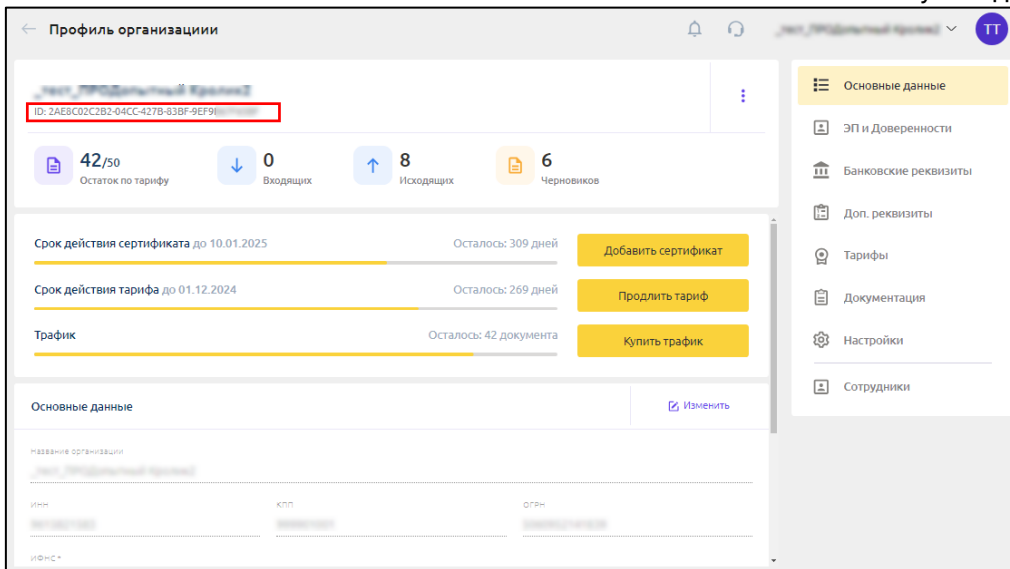 Профиль организациии
ТТ
ID: 2AE8C02C2B2-04CC-427B-83BF-9EF9
42/50
Остаток по тарифу
0
Входящих
8
Исходящих
6
Черновиков
Срок действия сертификата до 10.01.2025
Осталось: 309 дней
Добавить сертификат
Срок действия тарифа до 01.12.2024
Осталось: 269 дней
Продлить тариф
Трафик
Осталось: 42 документа
Купить трафик
Основные данные
Изменить
Название организации
ИНН
КПП
ОГРН
ИФНС*
Основные данные
ЭП и Доверенности
Банковские реквизиты
Доп. реквизиты
Тарифы
Документация
Настройки
Сотрудники